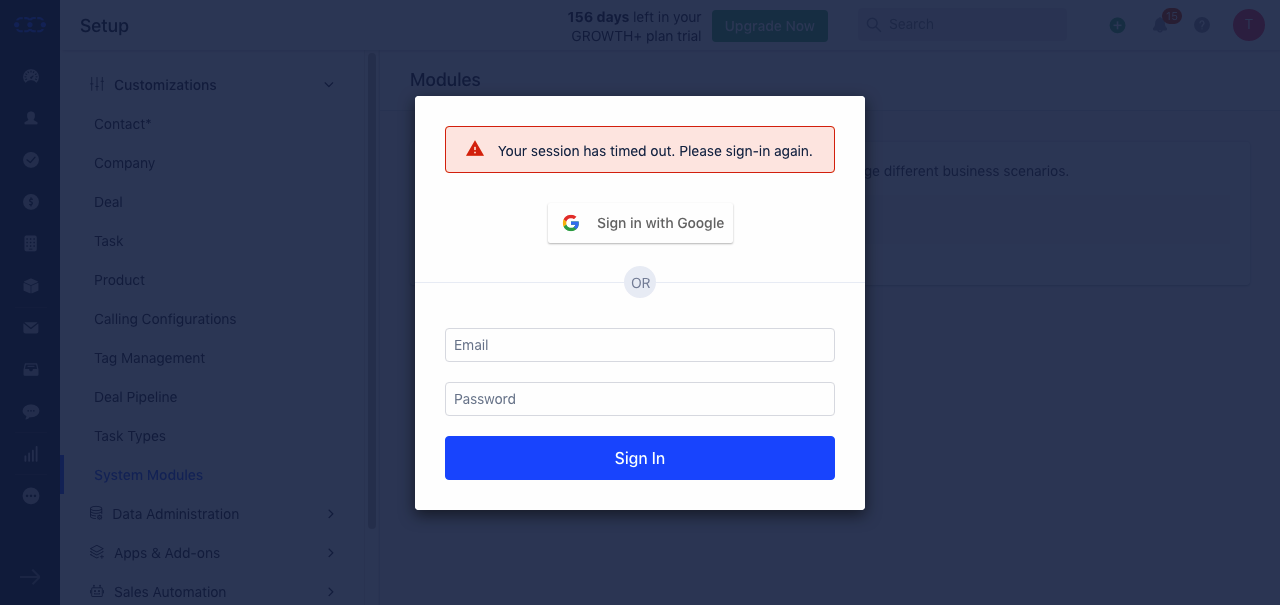 Setup
156 days left in your
GROWTH+ plan trial
Upgrade Now
Search
15
?
T
Customizations
Contact*
Company
Deal
Task
Product
Calling Configurations
Tag Management
Deal Pipeline
Task Types
System Modules
Data Administration
Apps & Add-ons
Sales Automation
Modules
ge different business scenarios.
Your session has timed out. Please sign-in again.
Sign in with Google
OR
Email
Password
Sign In